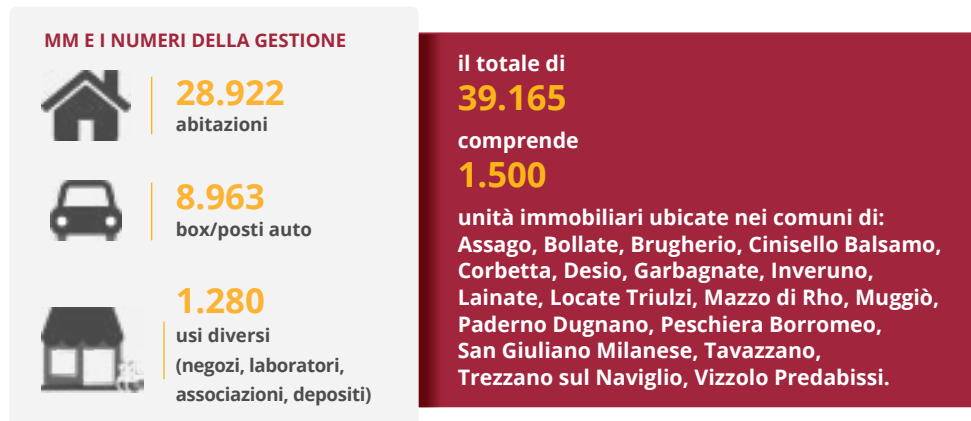 MM E I NUMERI DELLA GESTIONE
28.922
abitazioni
8.963
box/posti auto
1.280
usi diversi
(negozi, laboratori,
associazioni, depositi)
il totale di
39.165
comprende
1.500
unità immobiliari ubicate nei comuni di:
Assago, Bollate, Brugherio, Cinisello Balsamo,
Corbetta, Desio, Garbagnate, Inveruno,
Lainate, Locate Triulzi, Mazzo di Rho, Muggiò,
Paderno Dugnano, Peschiera Borromeo,
San Giuliano Milanese, Tavazzano,
Trezzano sul Naviglio, Vizzolo Predabissi.